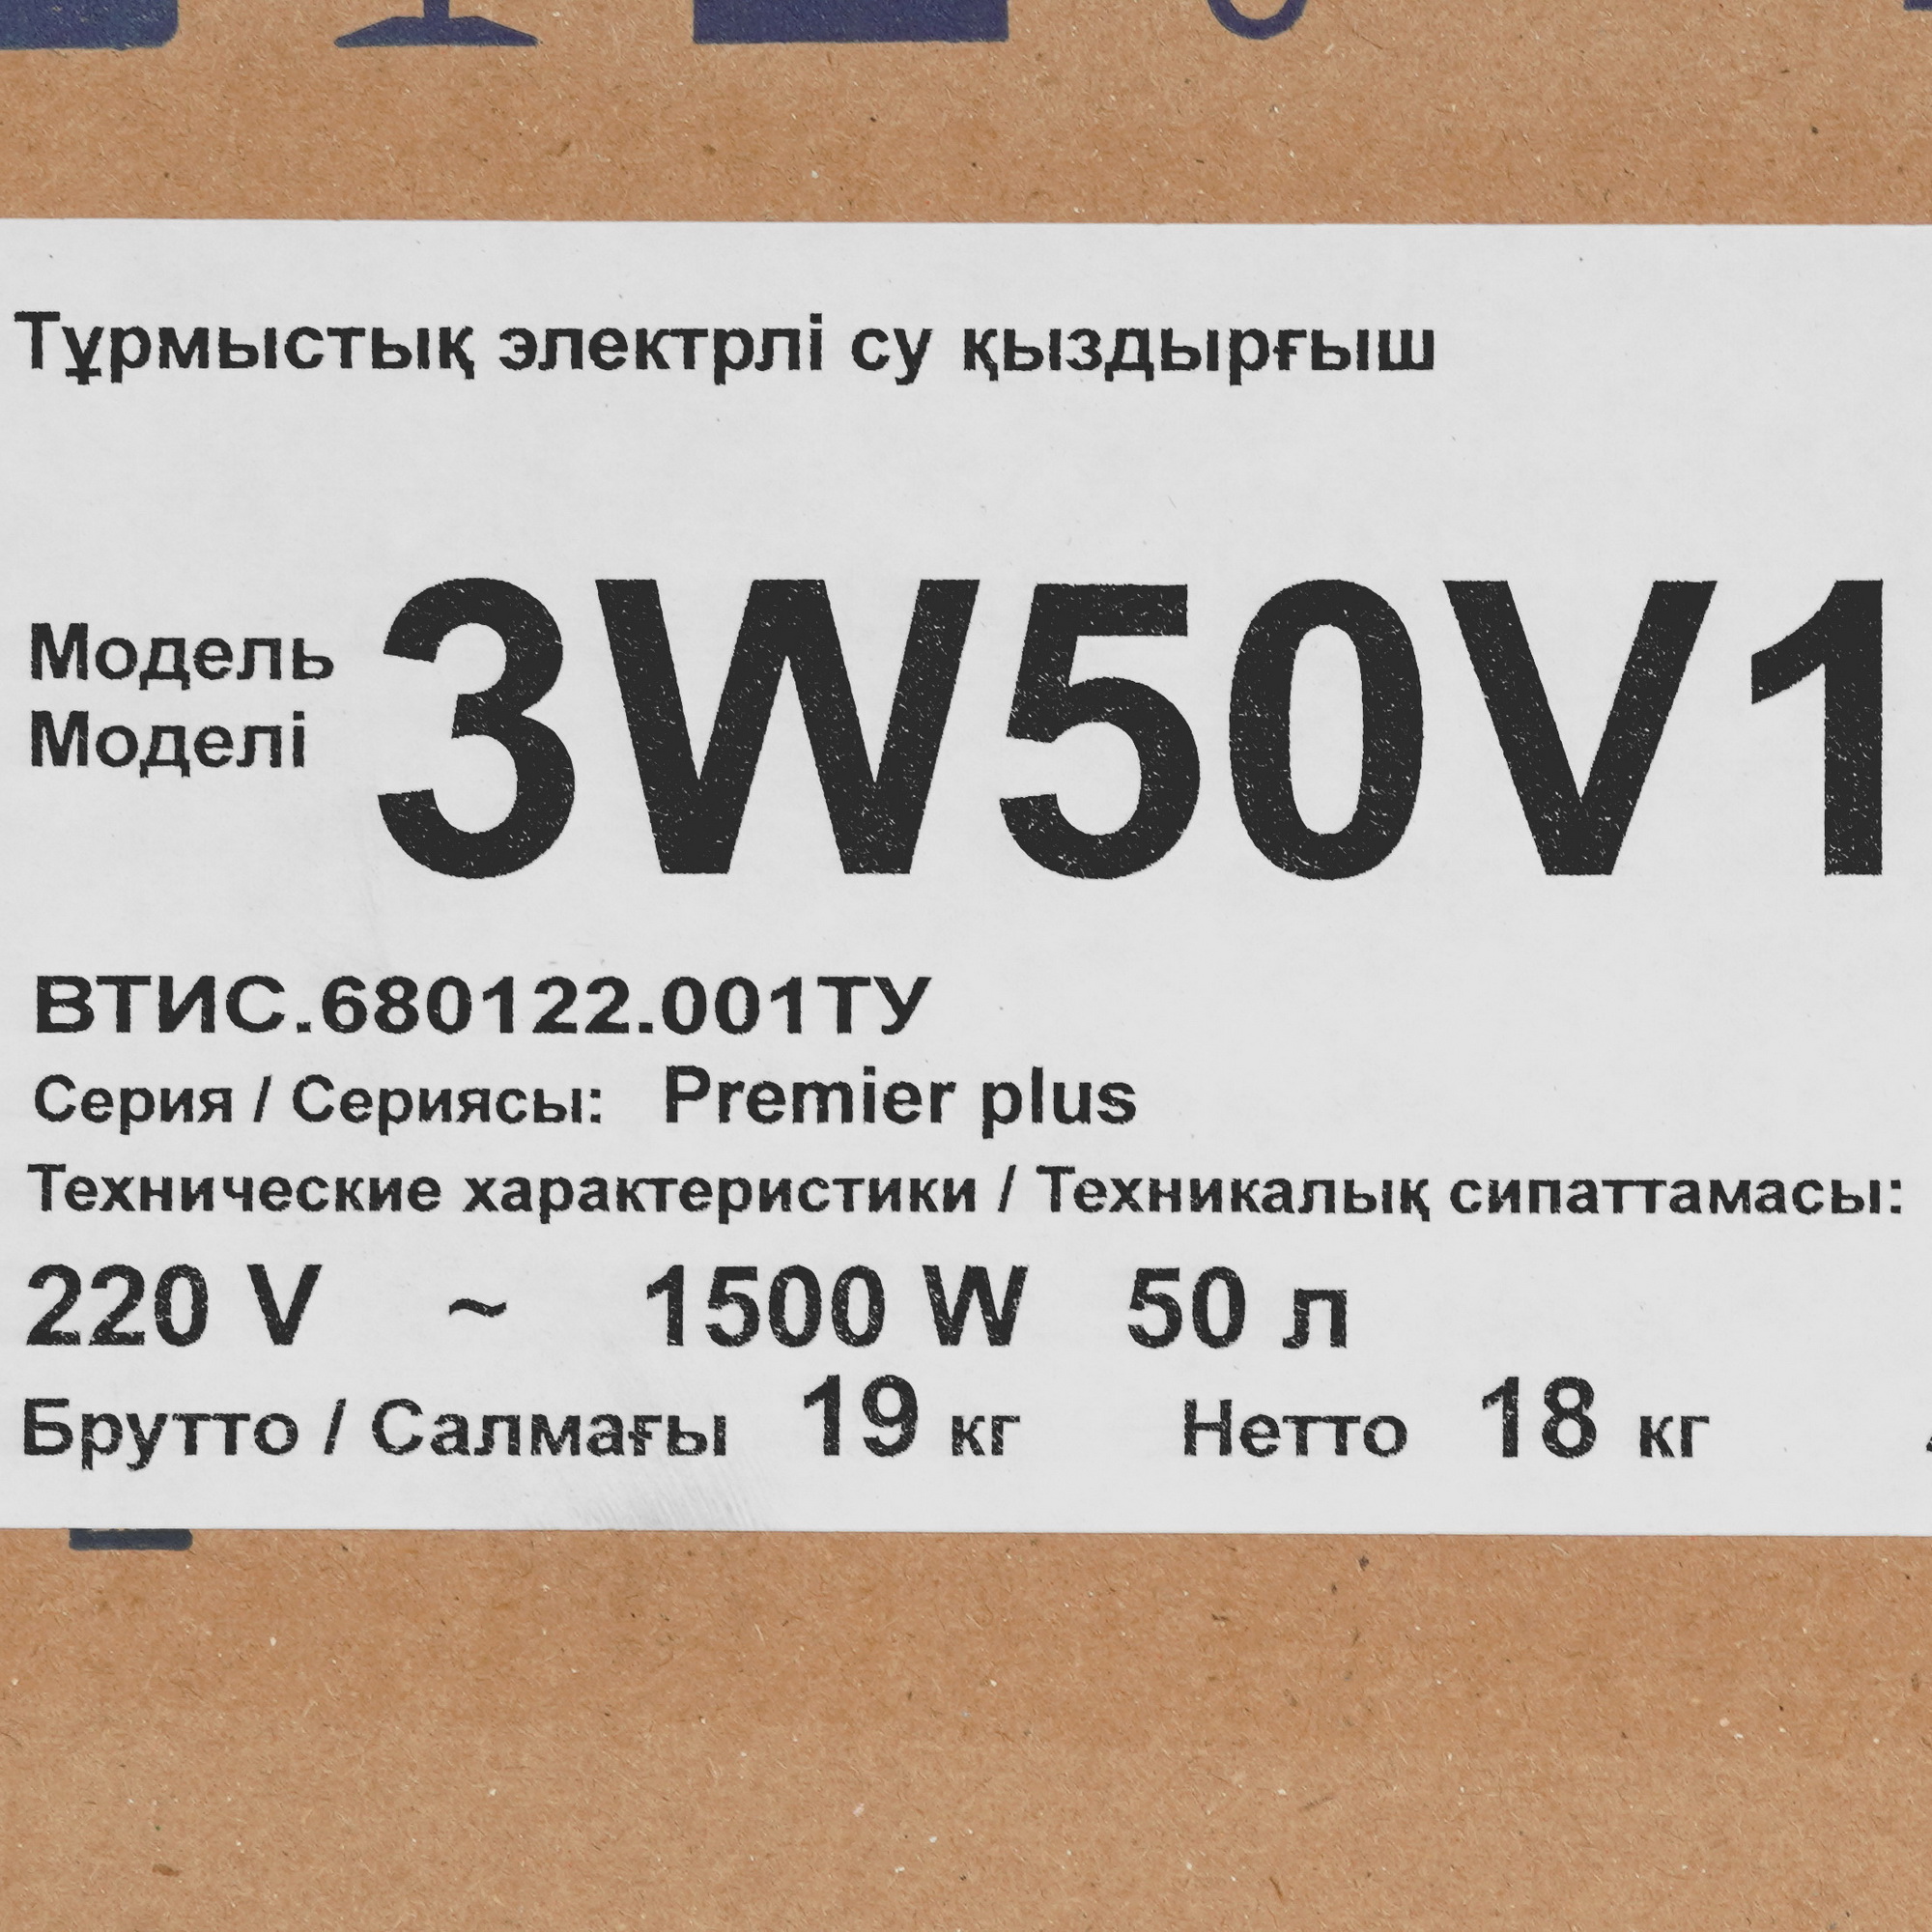 Тұрмыстық электрлі су қыздырғыш
Модель 3W50V1
Моделі
ВТИС.680122.001ТУ
Серия / Сериясы: Premier plus
Технические характеристики / Техникалық сипаттамасы:
220 V ~ 1500 W 50 л
Брутто / Салмағы 19 кг Нетто 18 кг